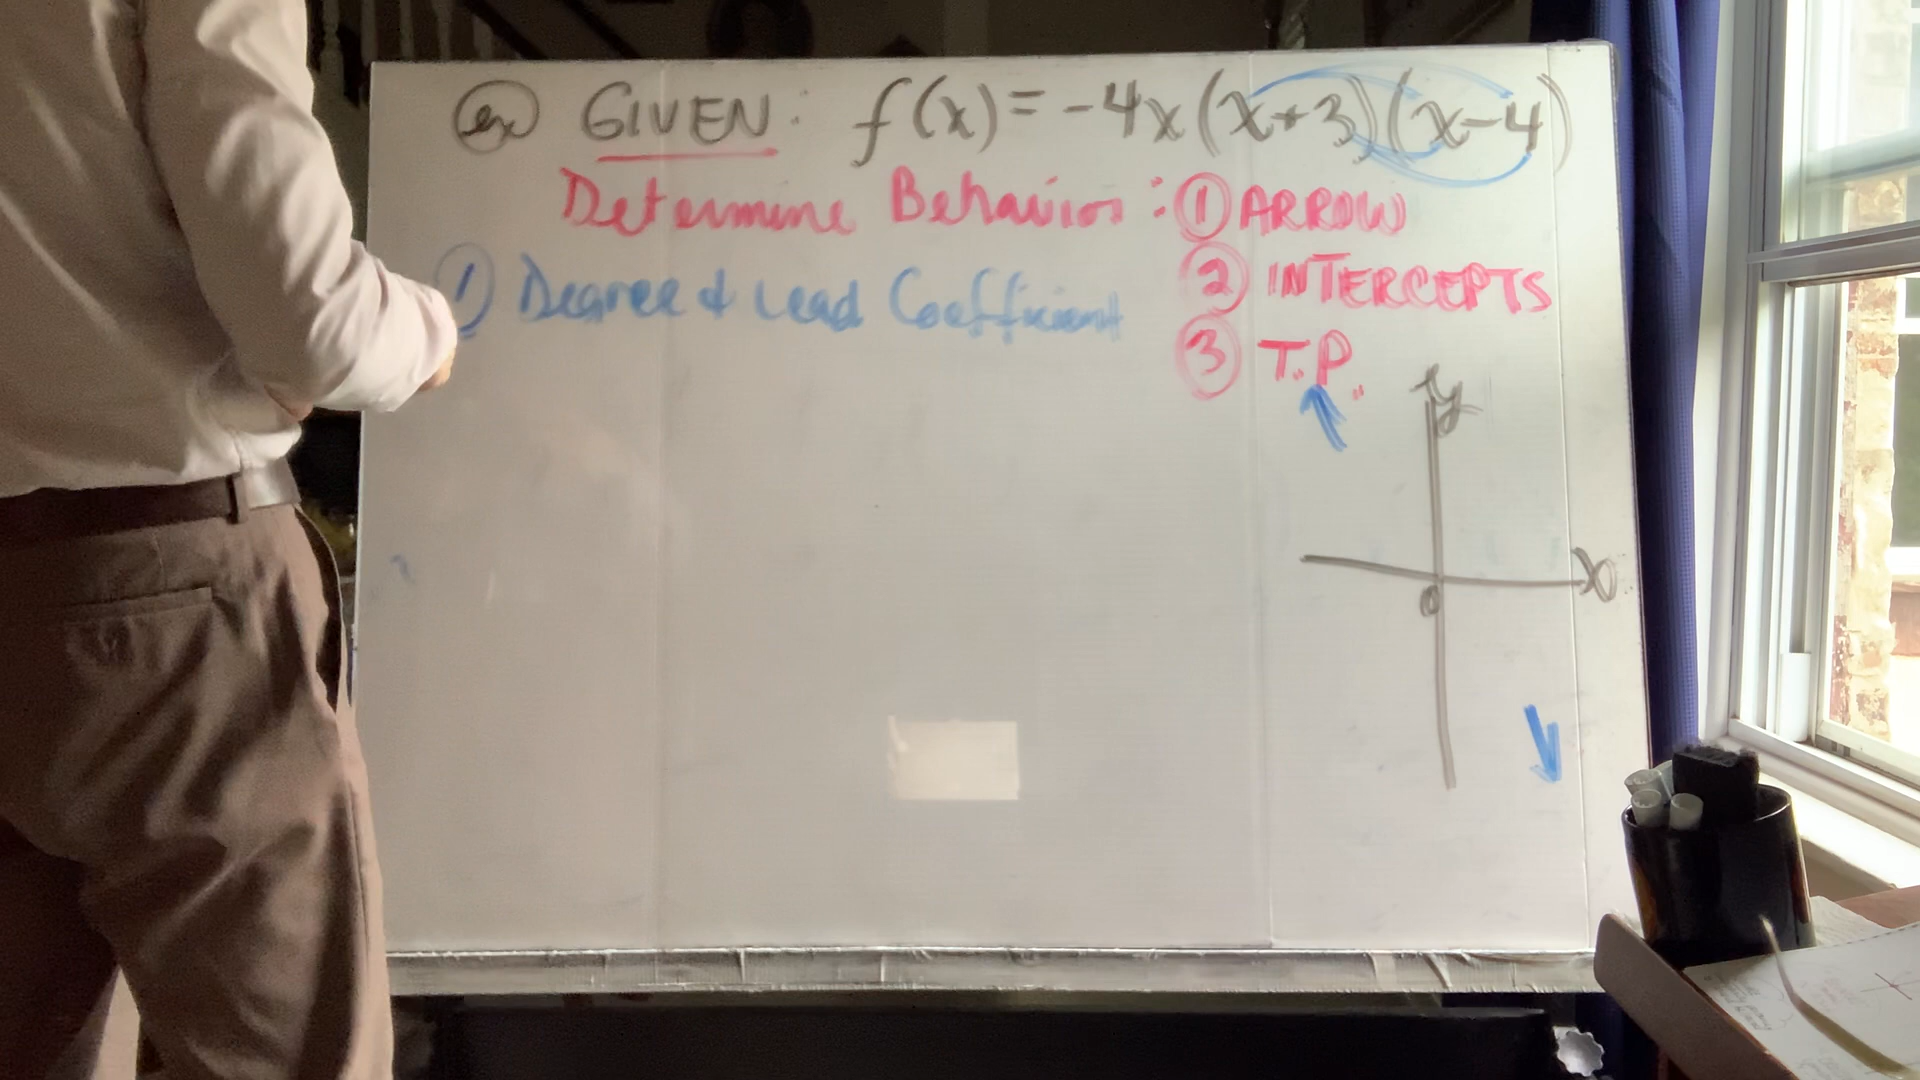 ex GIVEN: f(x) = -4x(x+3)(x-4)
Determine Behavior: ① ARROW
② INTERCEPTS
③ T.P.
① Degree & Lead Coefficient
y
x
0